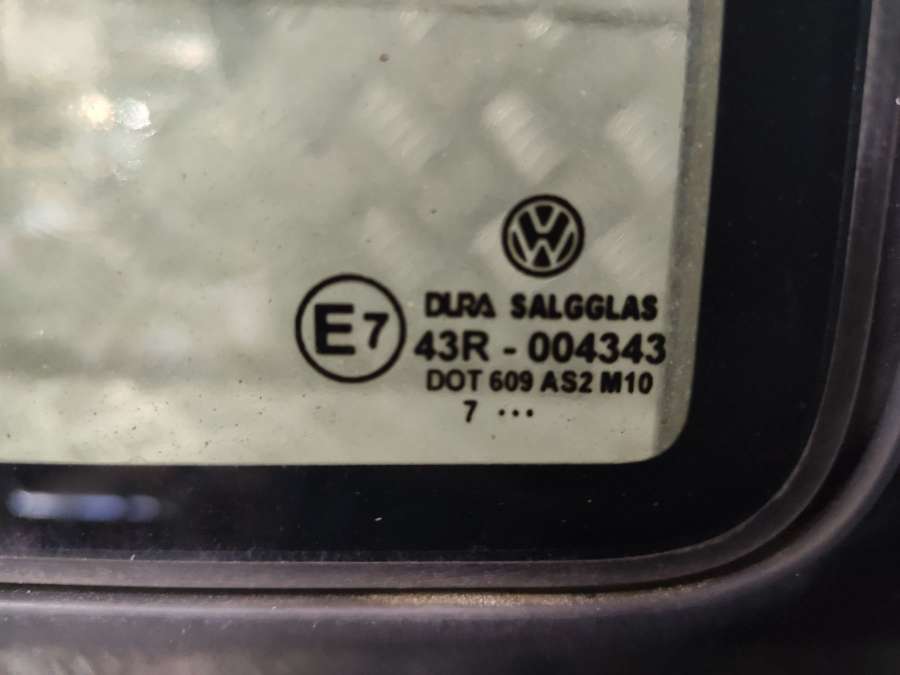 DURA SALGGLAS
E7
43R - 004343
DOT 609 AS2 M10
7 ...